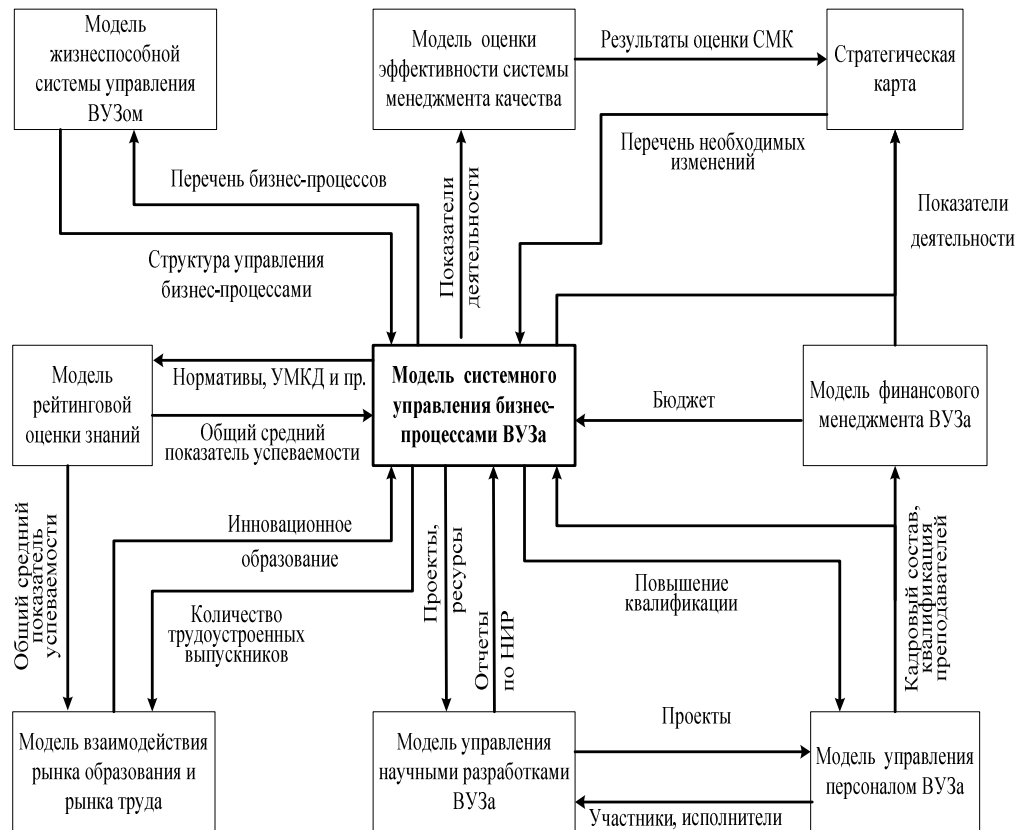 Модель
жизнеспособной
системы управления
ВУЗом
Модель оценки
эффективности системы
менеджмента качества
Результаты оценки СМК
Стратегическая
карта
Перечень необходимых
изменений
Перечень бизнес-процессов
Показатели
деятельности
Показатели
деятельности
Структура управления
бизнес-процессами
Модель
рейтинговой
оценки знаний
Нормативы, УМКД и пр.
Общий средний
показатель успеваемости
Модель системного
управления бизнес-
процессами ВУЗа
Бюджет
Модель финансового
менеджмента ВУЗа
Общий средний
показатель
успеваемости
Инновационное
образование
Количество
трудоустроенных
выпускников
Проекты,
ресурсы
Отчеты
по НИР
Повышение
квалификации
Кадровый состав,
квалификация
преподавателей
Модель взаимодействия
рынка образования и
рынка труда
Модель управления
научными разработками
ВУЗа
Проекты
Участники, исполнители
Модель управления
персоналом ВУЗа